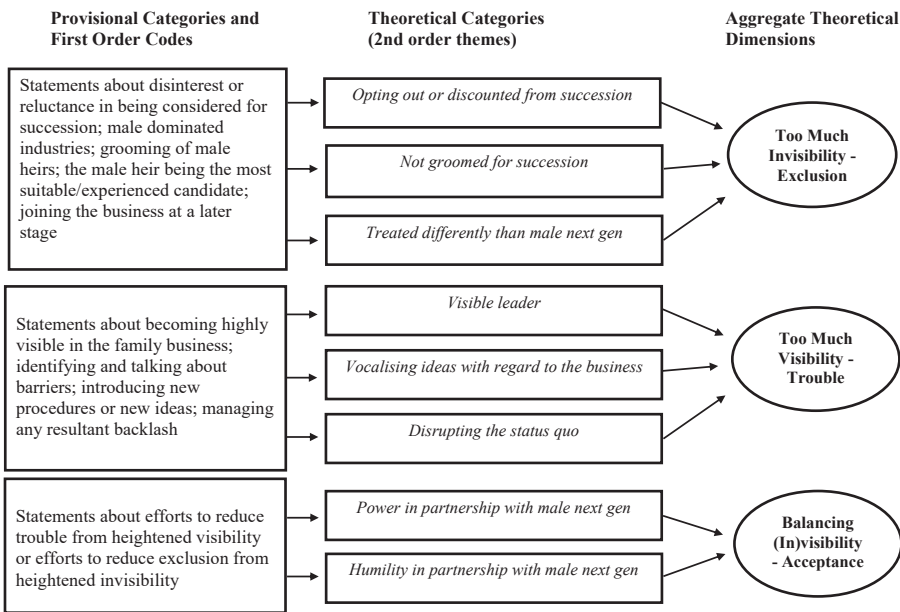 Provisional Categories and
First Order Codes
Theoretical Categories
(2nd order themes)
Aggregate Theoretical
Dimensions
Statements about disinterest or
reluctance in being considered for
succession; male dominated
industries; grooming of male
heirs; the male heir being the most
suitable/experienced candidate;
joining the business at a later
stage
Opting out or discounted from succession
Not groomed for succession
Treated differently than male next gen
Too Much
Invisibility -
Exclusion
Statements about becoming highly
visible in the family business;
identifying and talking about
barriers; introducing new
procedures or new ideas; managing
any resultant backlash
Visible leader
Vocalising ideas with regard to the business
Disrupting the status quo
Too Much
Visibility -
Trouble
Statements about efforts to reduce
trouble from heightened visibility
or efforts to reduce exclusion from
heightened invisibility
Power in partnership with male next gen
Humility in partnership with male next gen
Balancing
(In)visibility
- Acceptance